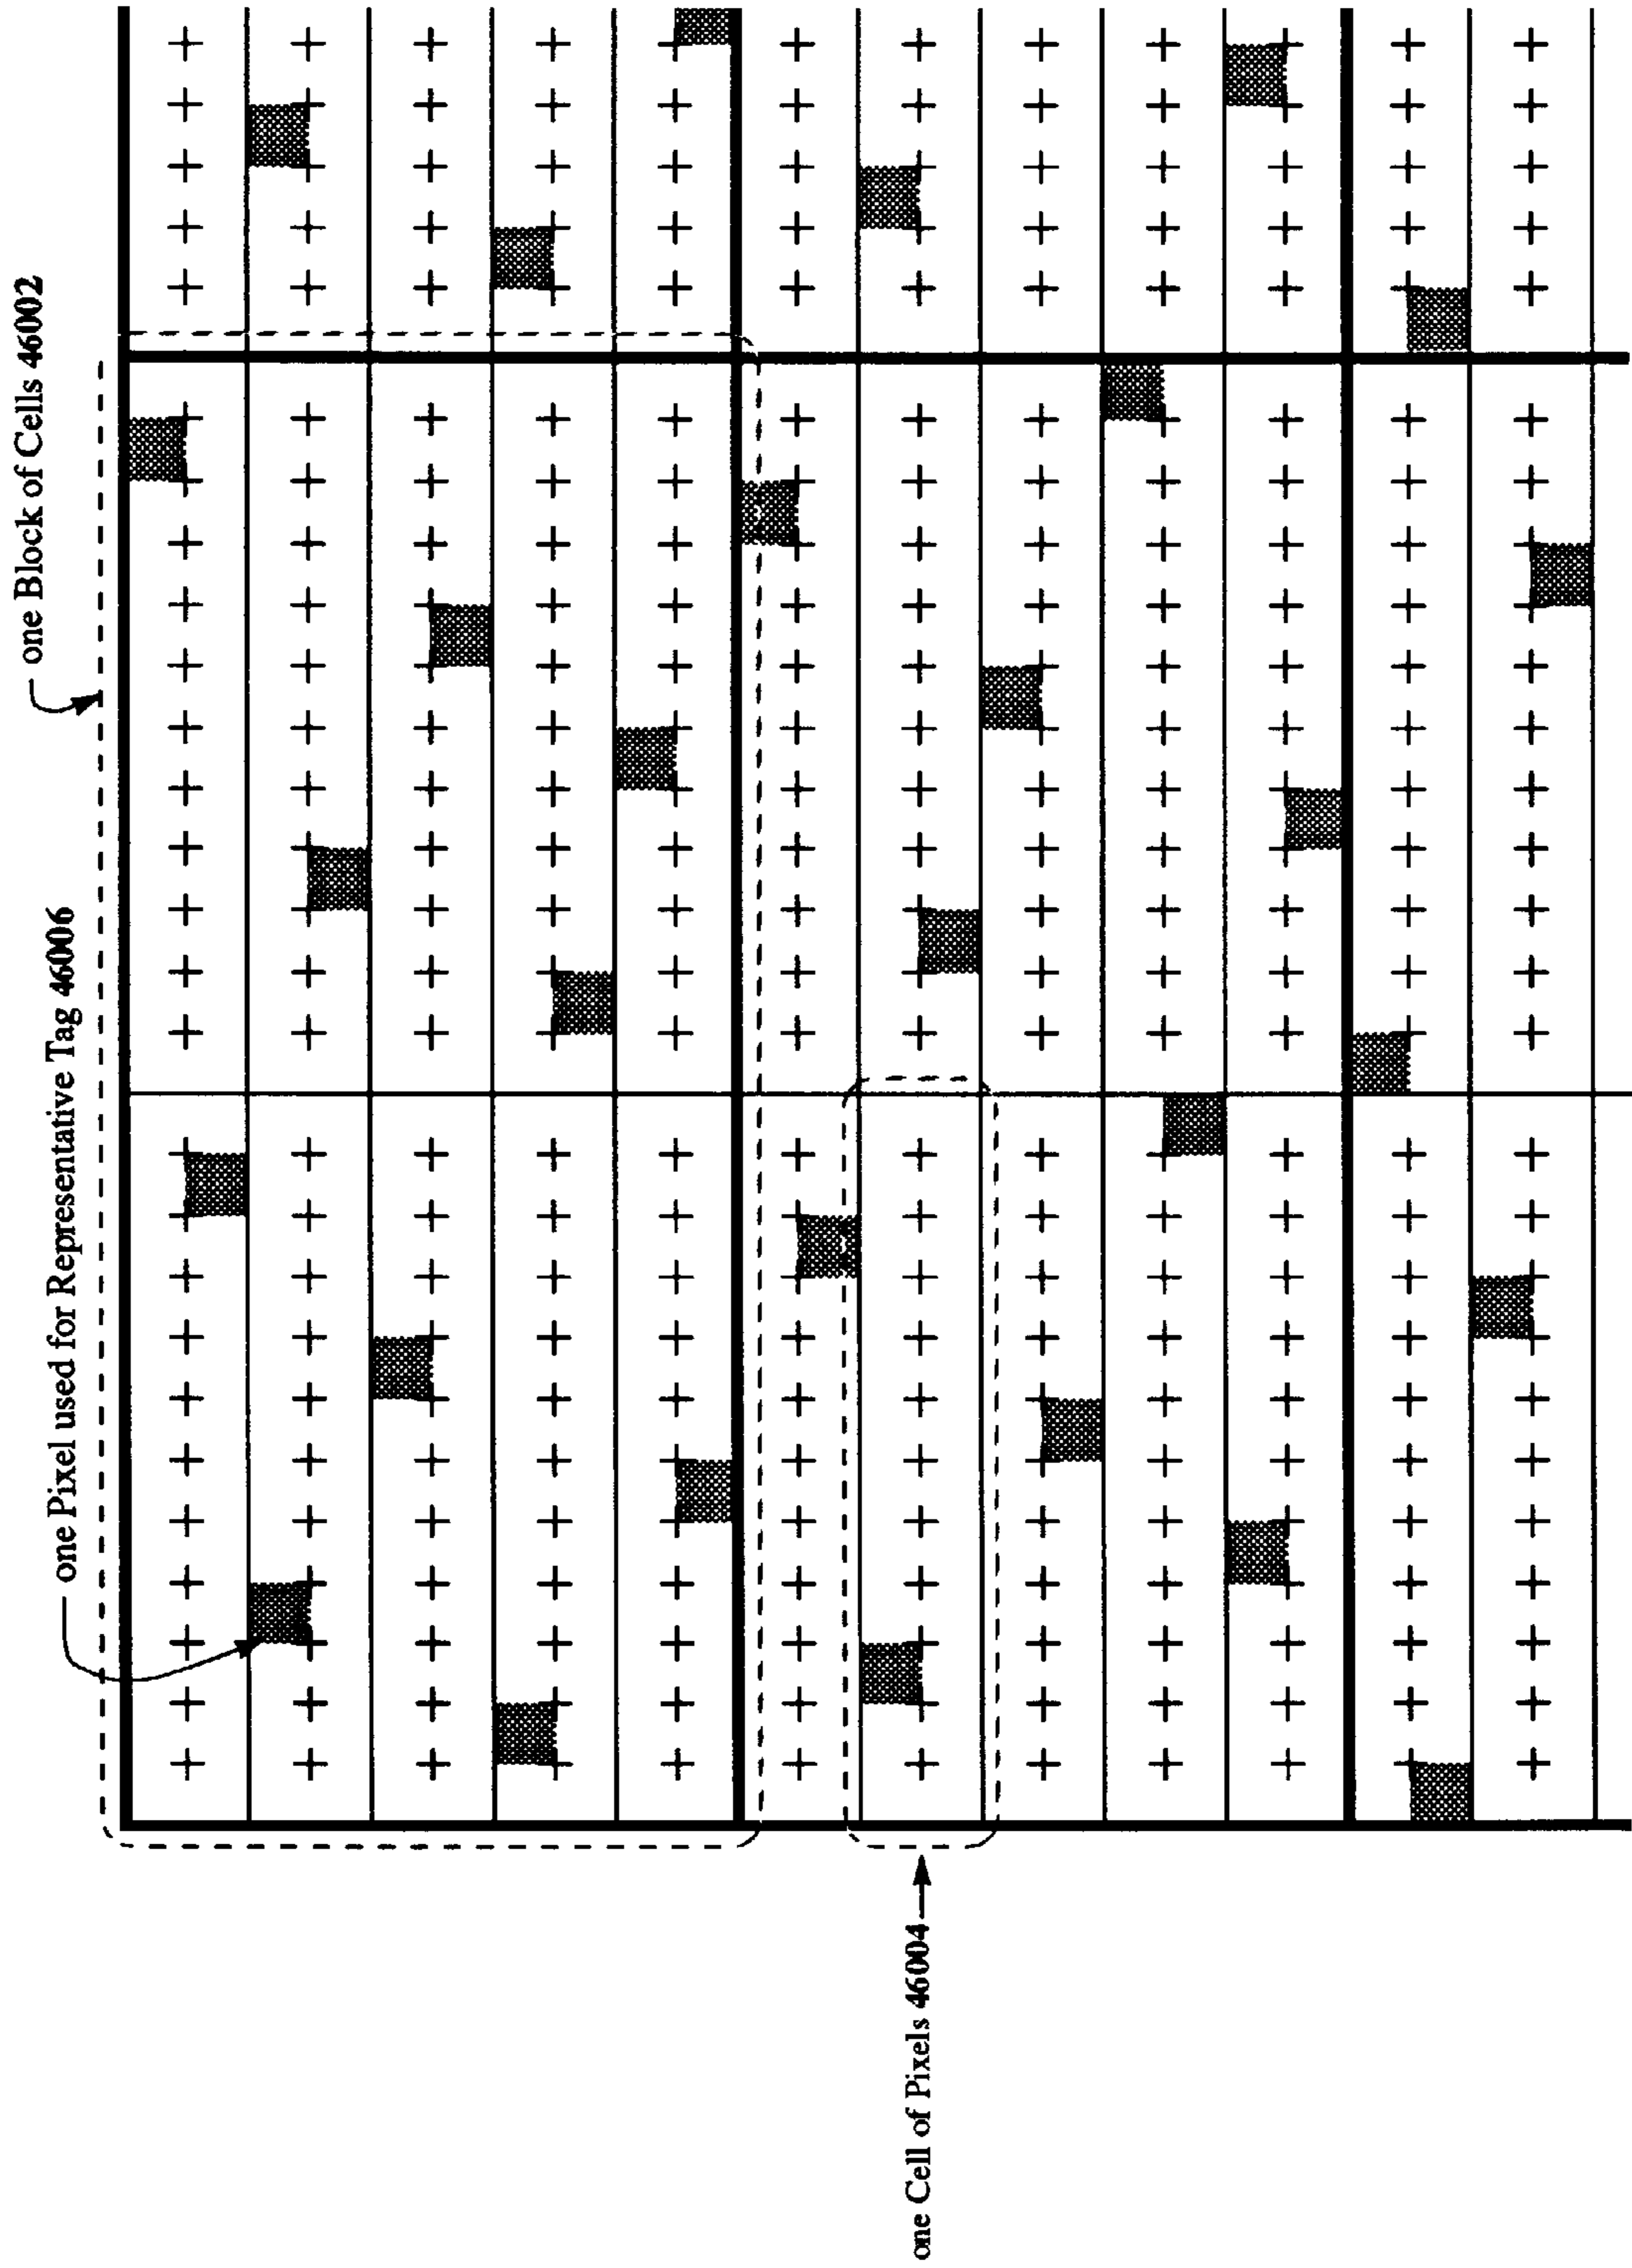 one Block of Cells 46002
one Pixel used for Representative Tag 46006
one Cell of Pixels 46004